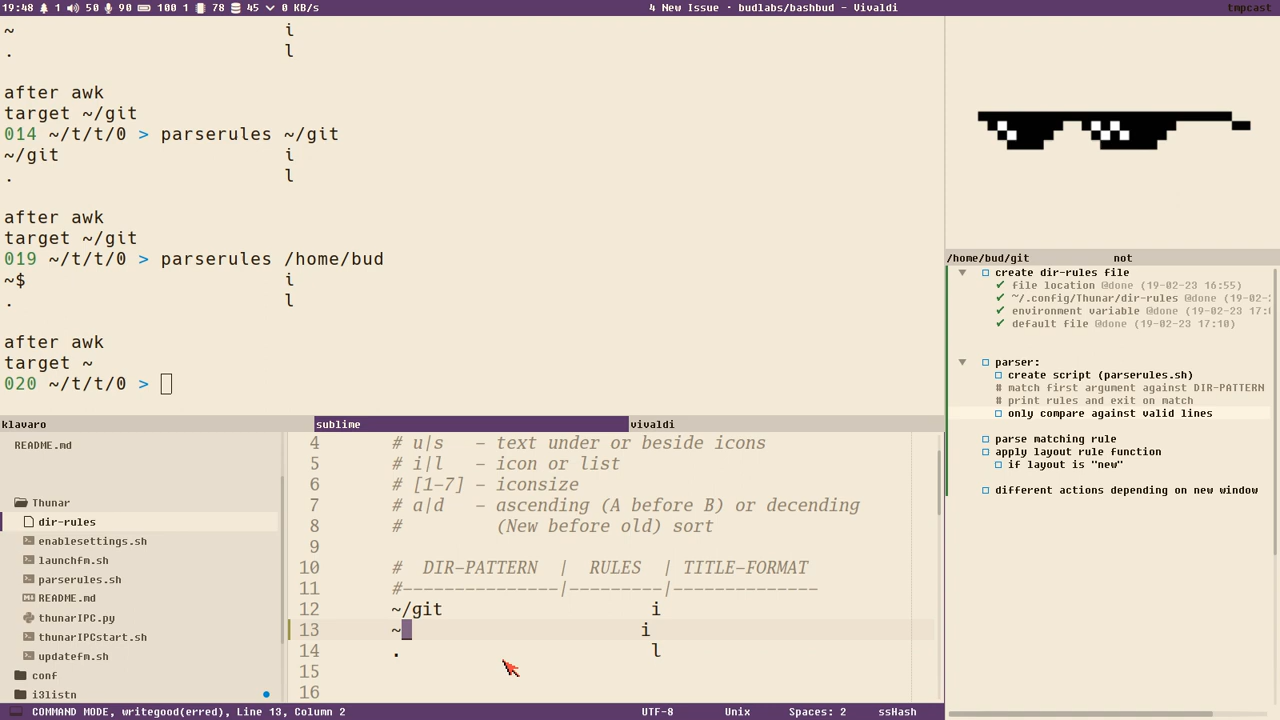 19:48 1 50 90 100 1 78 45 0 KB/s 4 New Issue · budlabs/bashbud - Vivaldi tmpcast
~ i
. l
after awk
target ~/git
014 ~/t/t/0 > parserules ~/git
~/git i
. l
after awk
target ~/git
019 ~/t/t/0 > parserules /home/bud
~$ i
. l
after awk
target ~
020 ~/t/t/0 >
klavaro sublime vivaldi
README.md
Thunar
dir-rules
enablesettings.sh
launchfm.sh
parserules.sh
README.md
thunarIPC.py
thunarIPCstart.sh
updatefm.sh
conf
i3listn
4 # u|s - text under or beside icons
5 # i|l - icon or list
6 # [1-7] - iconsize
7 # a|d - ascending (A before B) or decending
8 # (New before old) sort
9
10 # DIR-PATTERN | RULES | TITLE-FORMAT
11 #---------------|---------|--------------
12 ~/git i
13 ~ i
14 . l
15
16
COMMAND MODE, writegood(erred), Line 13, Column 2 UTF-8 Unix Spaces: 2 ssHash
/home/bud/git not
create dir-rules file
✔ file location @done (19-02-23 16:55)
✔ ~/.config/Thunar/dir-rules @done (19-02-
✔ environment variable @done (19-02-23 17:
✔ default file @done (19-02-23 17:10)
parser:
create script (parserules.sh)
# match first argument against DIR-PATTERN
# print rules and exit on match
only compare against valid lines
parse matching rule
apply layout rule function
if layout is "new"
different actions depending on new window